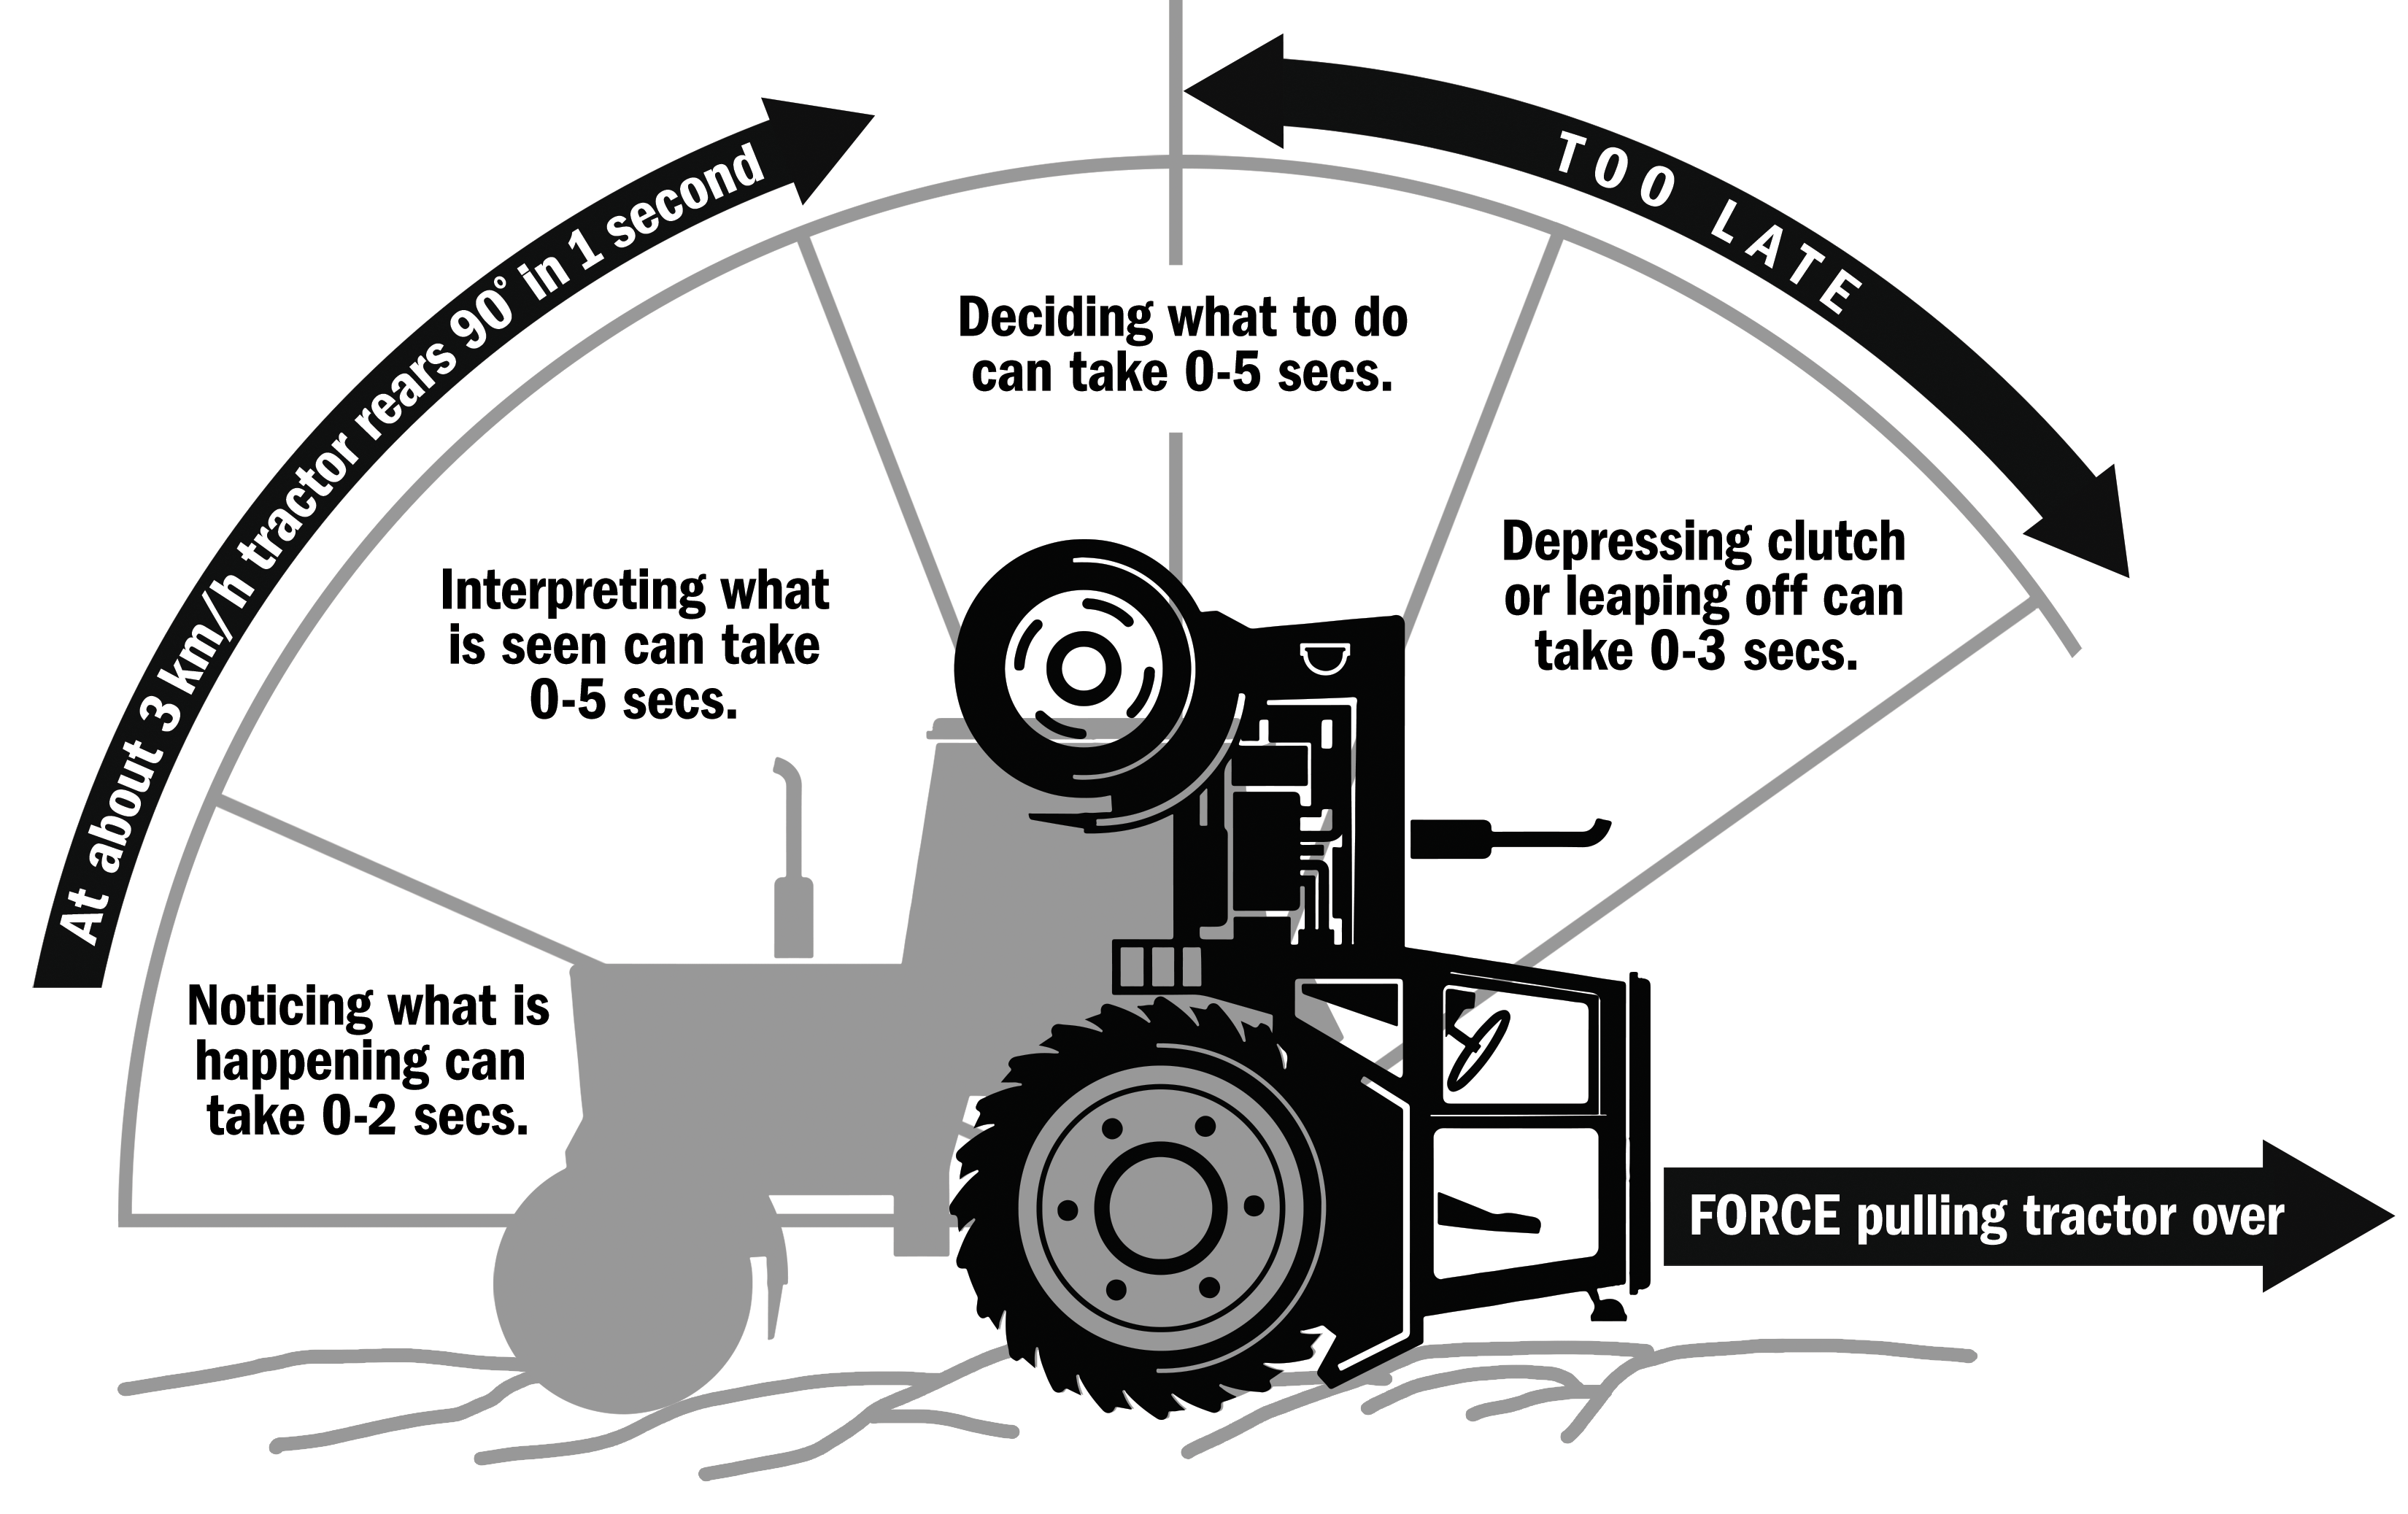 At about 3 km/h tractor rears 90° in 1 second
TOO LATE
Deciding what to do
can take 0-5 secs.
Interpreting what
is seen can take
0-5 secs.
Depressing clutch
or leaping off can
take 0-3 secs.
Noticing what is
happening can
take 0-2 secs.
FORCE pulling tractor over